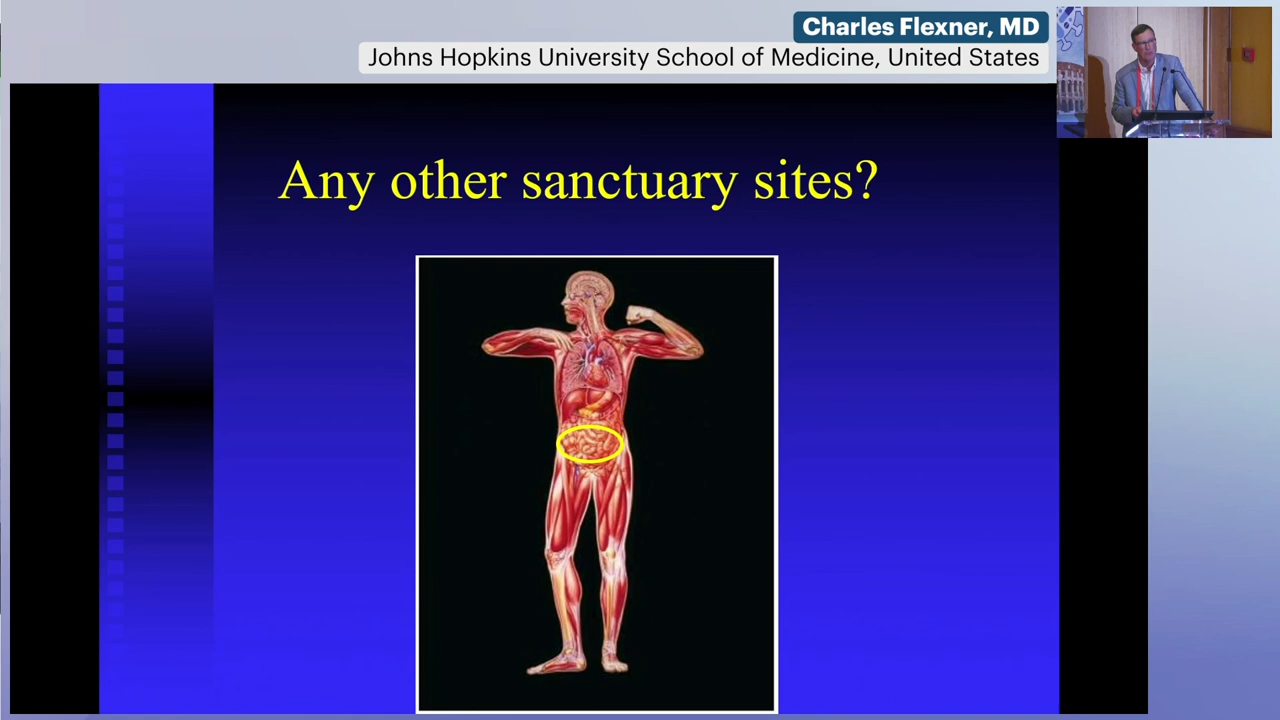 Charles Flexner, MD
Johns Hopkins University School of Medicine, United States
Any other sanctuary sites?